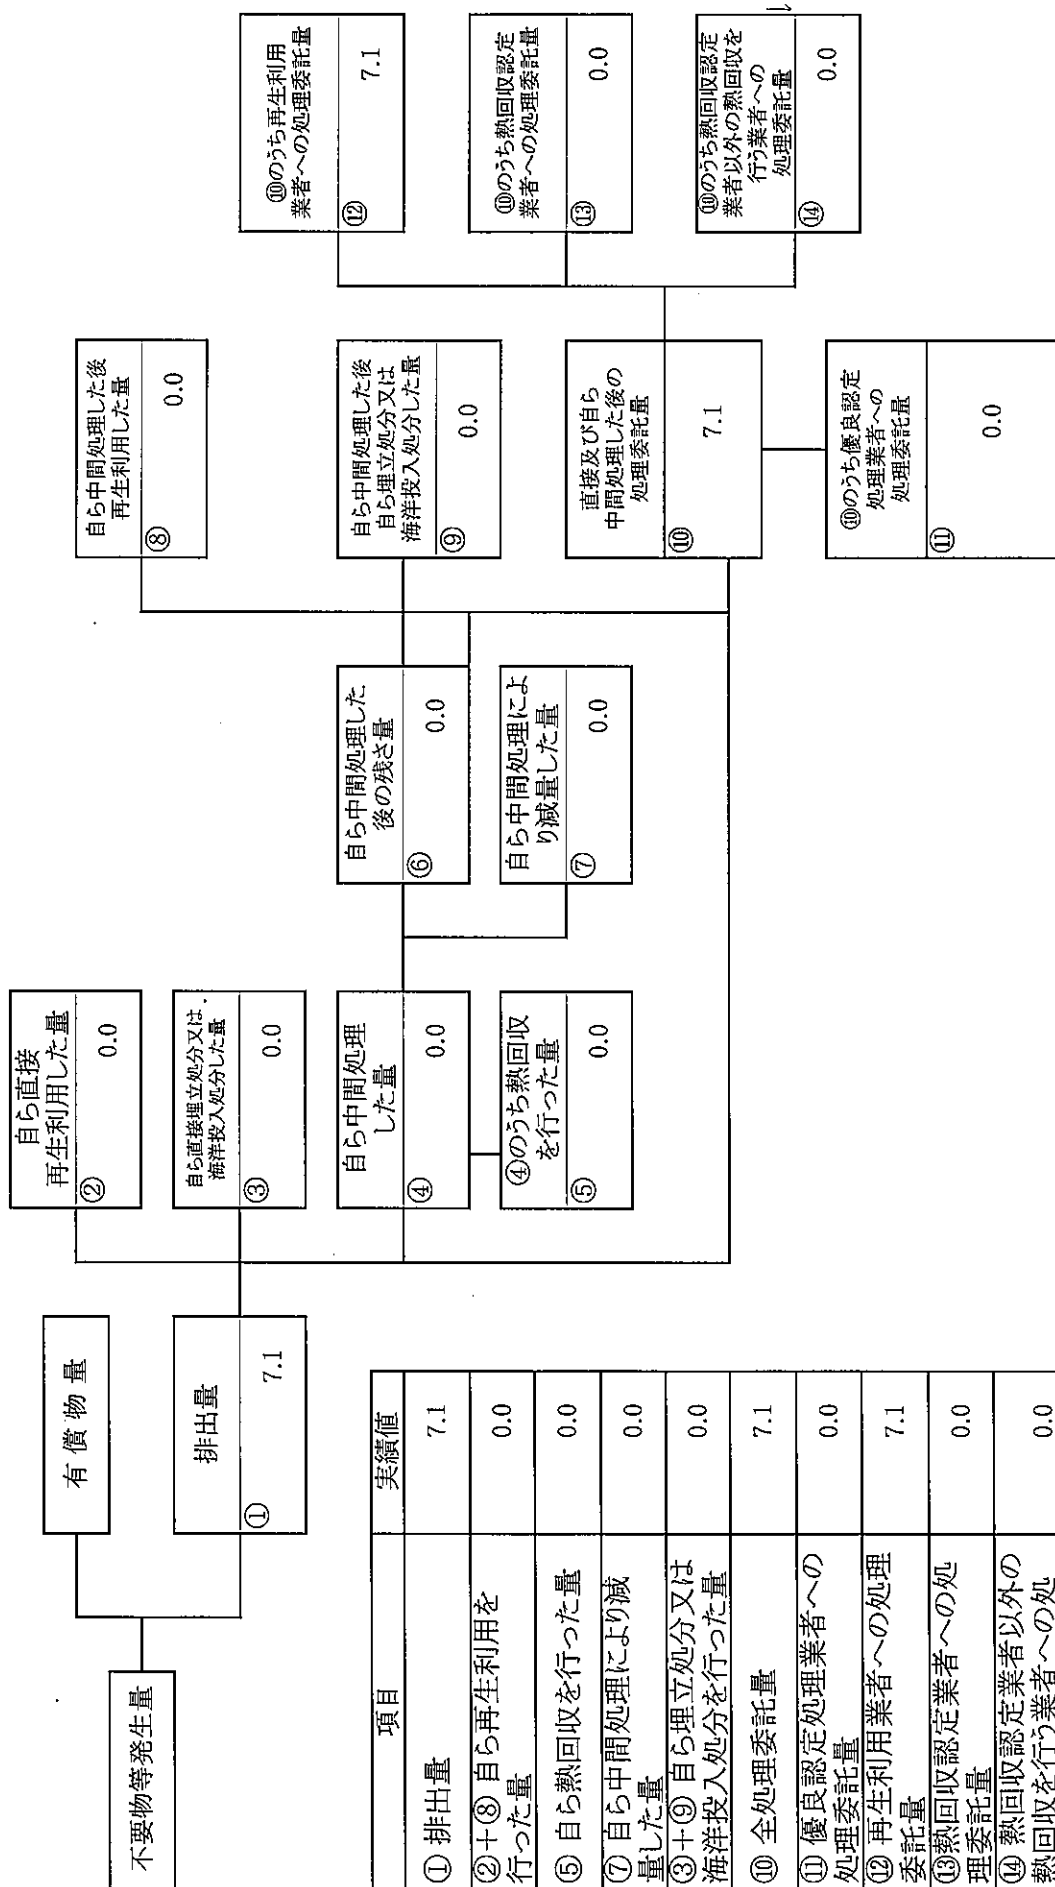 不要物等発生量
有償物量
排出量
① 7.1
自ら直接
再生利用した量
② 0.0
自ら直接埋立処分又は
海洋投入処分した量
③ 0.0
自ら中間処理
した量
④ 0.0
④のうち熱回収
を行った量
⑤ 0.0
自ら中間処理した
後の残さ量
⑥ 0.0
自ら中間処理によ
り減量した量
⑦ 0.0
自ら中間処理した後
再生利用した量
⑧ 0.0
自ら中間処理した後
自ら埋立処分又は
海洋投入処分した量
⑨ 0.0
直接及び自ら
中間処理した後の
処理委託量
⑩ 7.1
⑩のうち優良認定
処理業者への
処理委託量
⑪ 0.0
⑩のうち再生利用
業者への処理委託量
⑫ 7.1
⑩のうち熱回収認定
業者への処理委託量
⑬ 0.0
⑩のうち熱回収認定
業者以外の熱回収を
行う業者への
処理委託量
⑭ 0.0
項目 実績値
①排出量 7.1
②+⑧ 自ら再生利用を
行った量 0.0
⑤ 自ら熱回収を行った量 0.0
⑦ 自ら中間処理により減
量した量 0.0
③+⑨ 自ら埋立処分又は
海洋投入処分を行った量 0.0
⑩ 全処理委託量 7.1
⑪ 優良認定処理業者への
処理委託量 0.0
⑫ 再生利用業者への処理
委託量 7.1
⑬熱回収認定業者への処
理委託量 0.0
⑭ 熱回収認定業者以外の
熱回収を行う業者への処 0.0